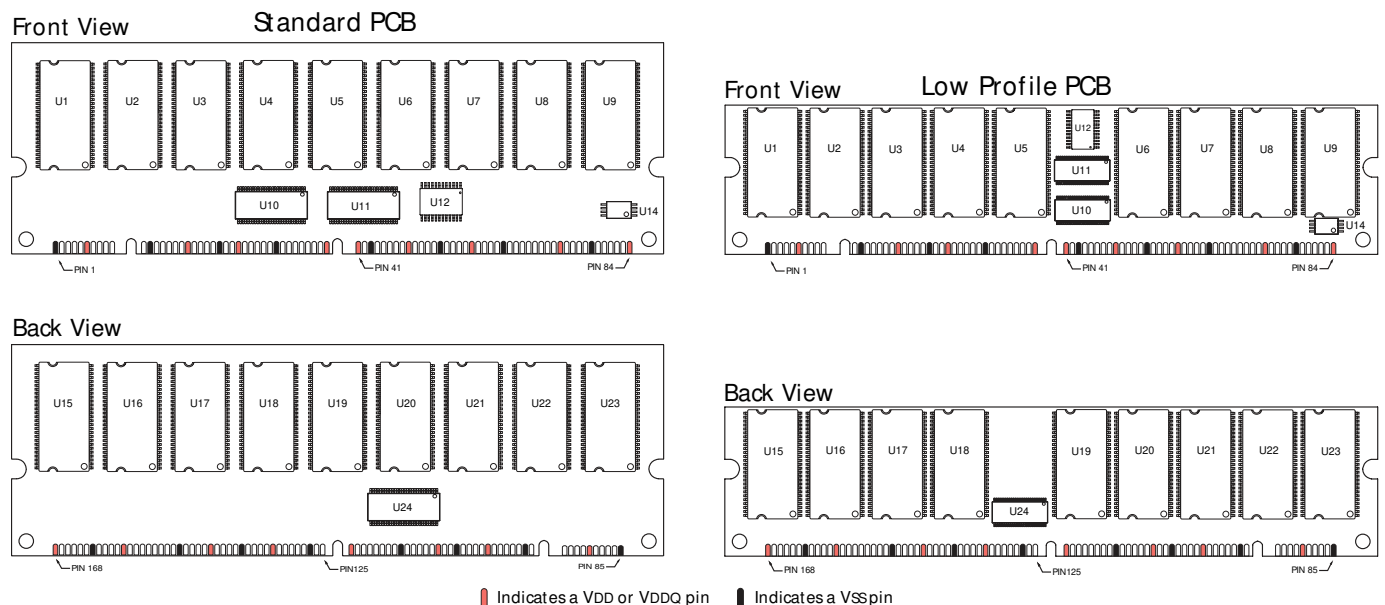 Front View
Standard PCB
U1 U2 U3 U4 U5 U6 U7 U8 U9
U10 U11 U12 U14
PIN 1 PIN 41 PIN 84
Front View
Low Profile PCB
U1 U2 U3 U4 U5 U12 U6 U7 U8 U9
U11
U10
U14
PIN 1 PIN 41 PIN 84
Back View
U15 U16 U17 U18 U19 U20 U21 U22 U23
U24
PIN 168 PIN125 PIN 85
Back View
U15 U16 U17 U18 U19 U20 U21 U22 U23
U24
PIN 168 PIN125 PIN 85
Indicates a VDD or VDDQ pin
Indicates a VSS pin